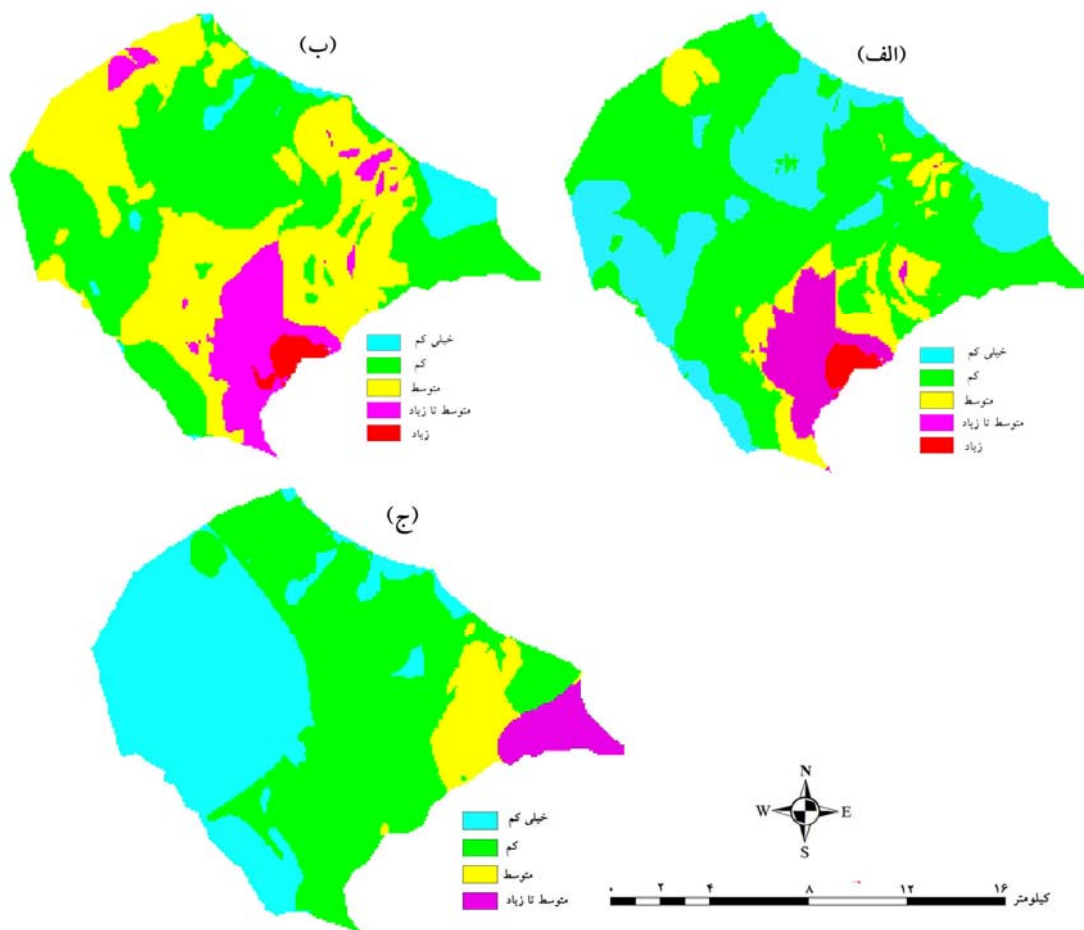 (الف)
خیلی کم
کم
متوسط
متوسط تا زیاد
زیاد
(ب)
خیلی کم
کم
متوسط
متوسط تا زیاد
زیاد
(ج)
خیلی کم
کم
متوسط
متوسط تا زیاد
N
W E
S
۰ ۲ ۴ ۸ ۱۲ ۱۶ کیلومتر